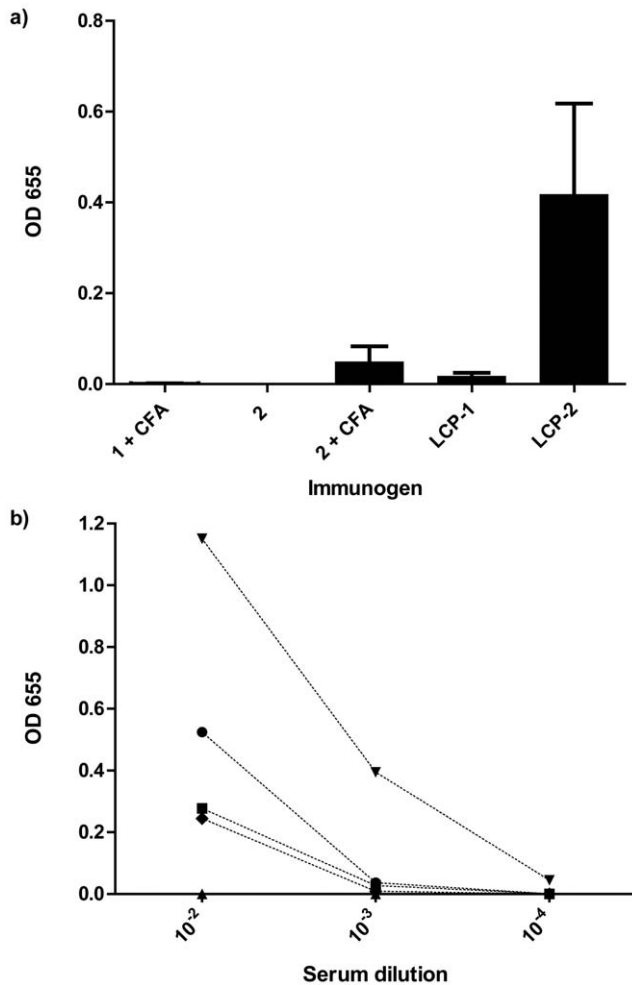 a)
0.8
0.6
0.4
0.2
0.0
OD 655
1 + CFA
2
2 + CFA
LCP-1
LCP-2
Immunogen
b)
1.2
1.0
0.8
0.6
0.4
0.2
0.0
OD 655
10-2
10-3
10-4
Serum dilution